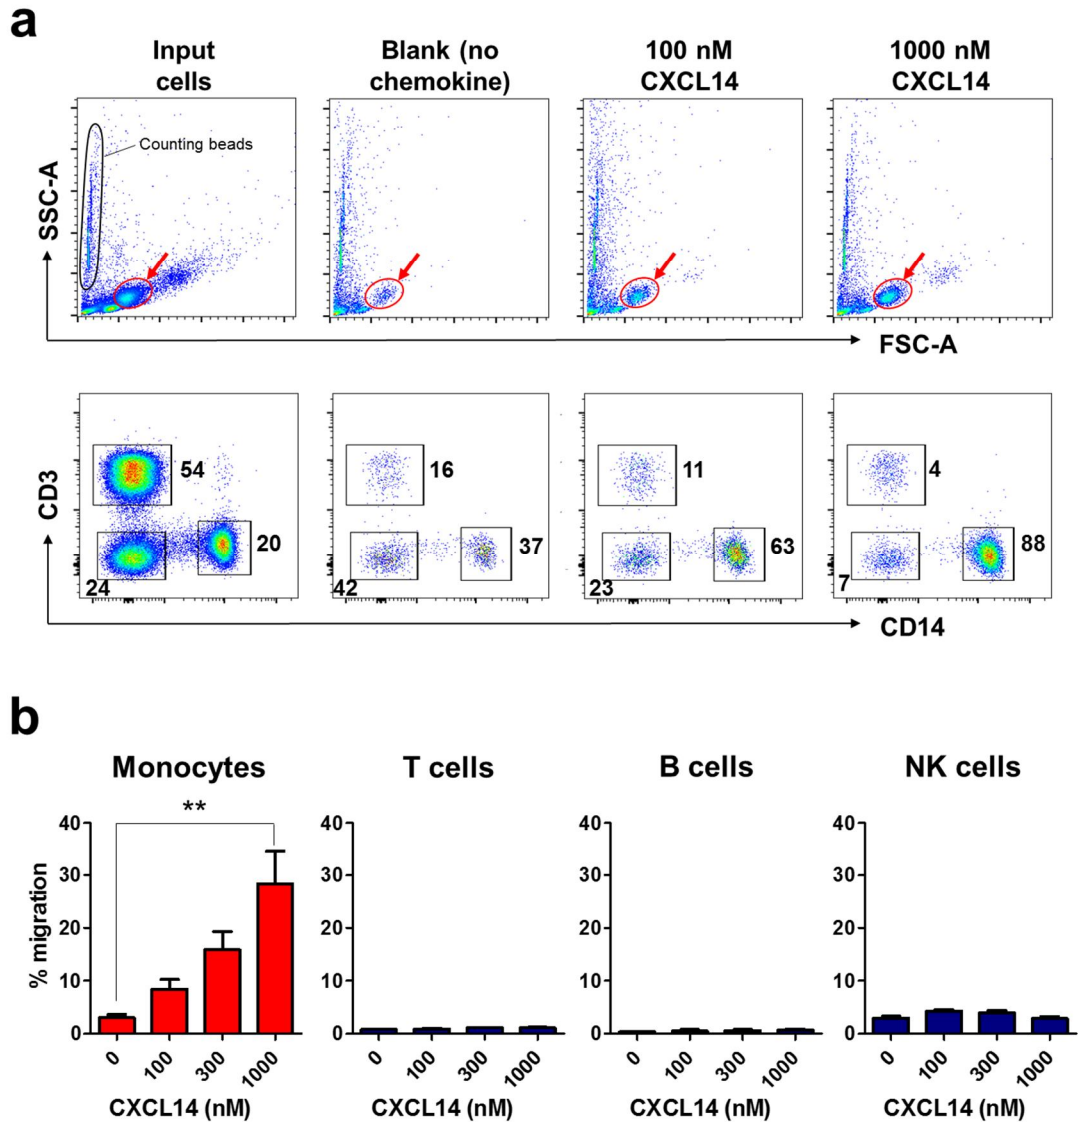 a
Input
cells
Blank (no
chemokine)
100 nM
CXCL14
1000 nM
CXCL14
Counting beads
SSC-A
FSC-A
54
20
24
16
37
42
11
63
23
4
88
7
CD3
CD14
b
Monocytes
T cells
B cells
NK cells
**
% migration
40
30
20
10
0
0
100
300
1000
CXCL14 (nM)
40
30
20
10
0
0
100
300
1000
CXCL14 (nM)
40
30
20
10
0
0
100
300
1000
CXCL14 (nM)
40
30
20
10
0
0
100
300
1000
CXCL14 (nM)